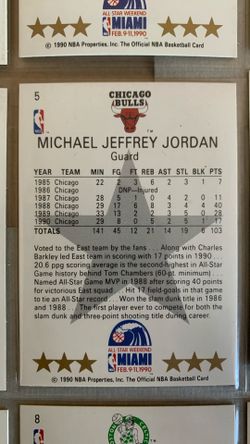 ALL STAR WEEKEND
MIAMI
FEB. 9-11, 1990
© 1990 NBA Properties, Inc. The Official NBA Basketball Card
5
CHICAGO
BULLS
NBA
MICHAEL JEFFREY JORDAN
Guard
YEAR TEAM MIN FG FT REB AST STL BLK PTS
1985 Chicago 22 2 3 6 2 3 1 7
1986 Chicago DNP—Injured
1987 Chicago 28 5 1 0 4 2 0 11
1988 Chicago 29 17 6 8 3 4 4 40
1989 Chicago 33 13 2 2 3 5 0 28
1990 Chicago 29 8 17
TOTALS 141 45 12 21 14 19 103
Voted to the East team by the fans . . . Along with Charles
Barkley led East team in scoring with 17 points in 1990 . . .
20.6 ppg scoring average is the second-highest in All-Star
Game history behind Tom Chambers (60-pt. minimum) . . .
Named All-Star Game MVP in 1988 after scoring 40 points
for victorious East squad . . . Hit 17 field-goals in that game
to tie an All-Star record . . . Won the slam dunk title in 1986
and 1988 . . . The first player ever to compete for both the
slam dunk and three-point shooting title during career.
ALL STAR WEEKEND
MIAMI
FEB. 9-11, 1990
© 1990 NBA Properties, Inc. The Official NBA Basketball Card
8
BOSTON